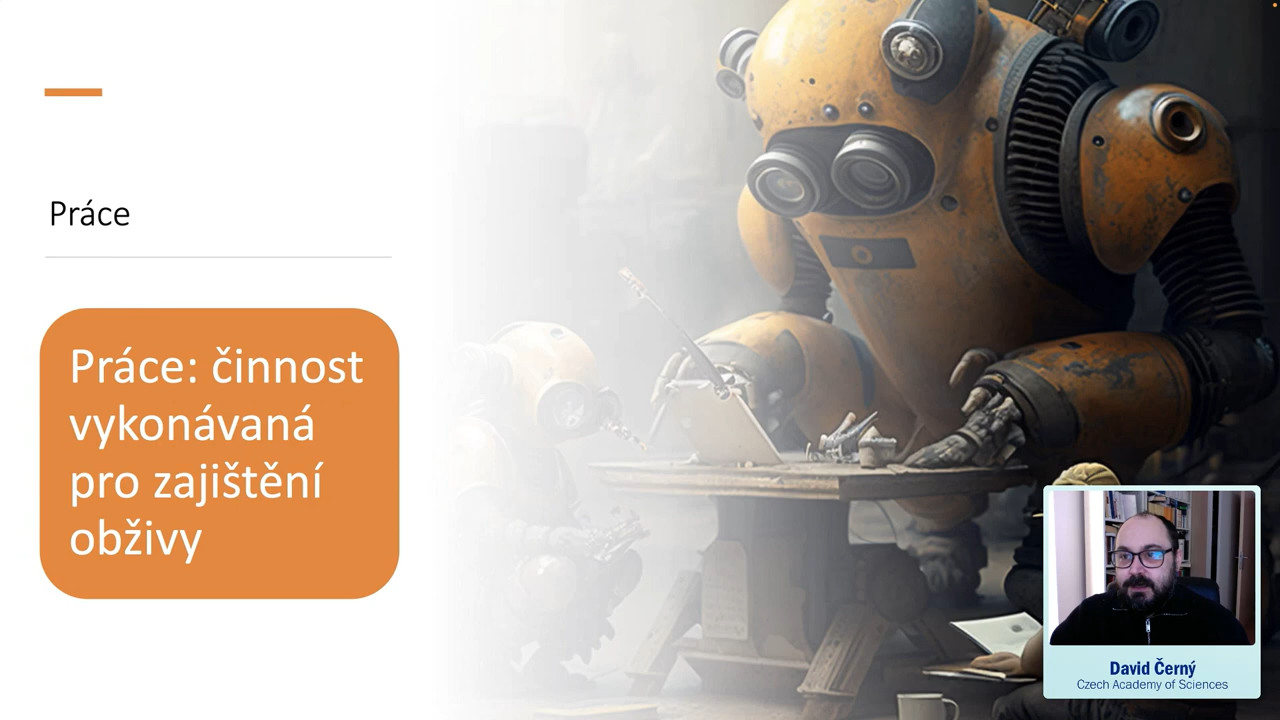 Práce
Práce: činnost
vykonávaná
pro zajištění
obživy
David Černý
Czech Academy of Sciences